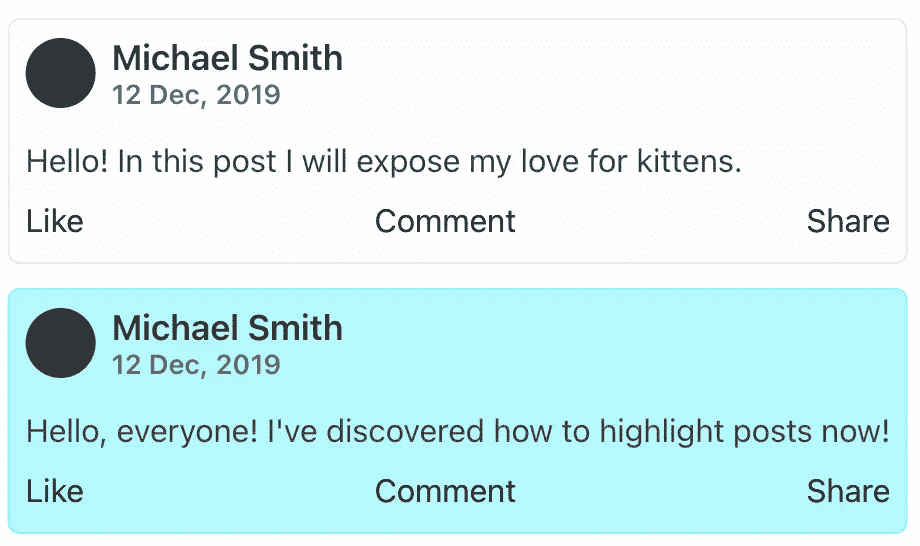 Michael Smith
12 Dec, 2019
Hello! In this post I will expose my love for kittens.
Like Comment Share
Michael Smith
12 Dec, 2019
Hello, everyone! I've discovered how to highlight posts now!
Like Comment Share